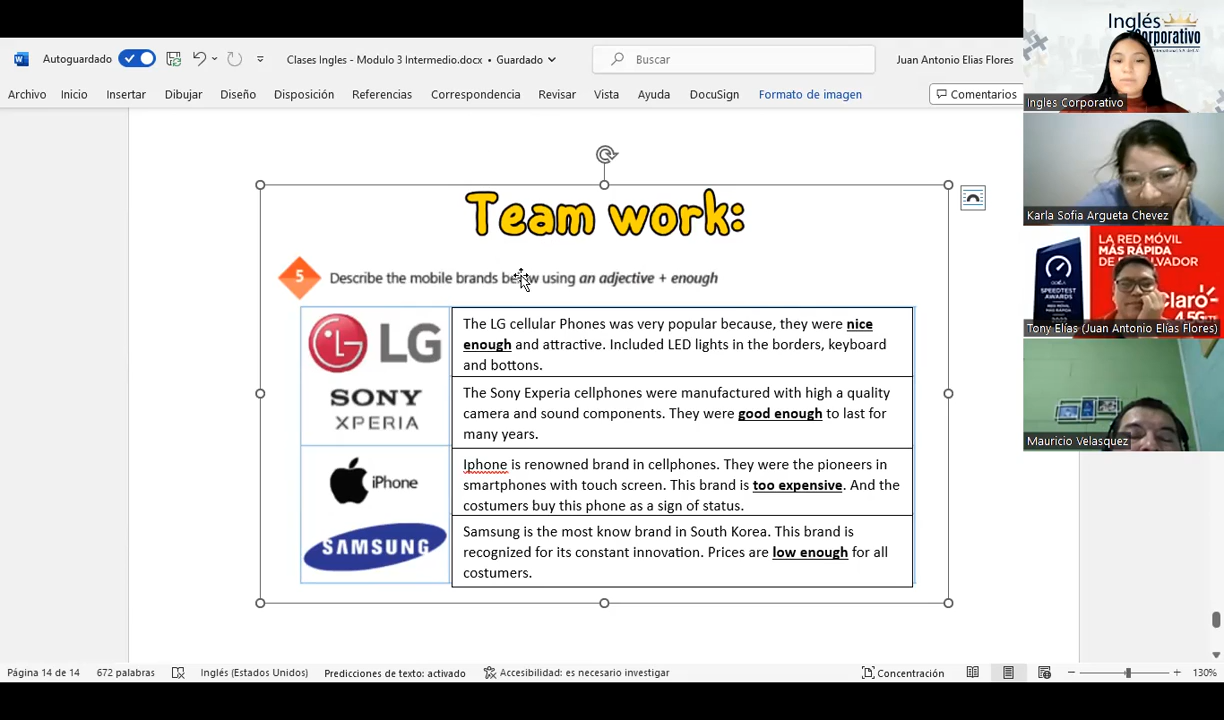 Autoguardado
Clases Ingles - Modulo 3 Intermedio.docx • Guardado
Buscar
Juan Antonio Elias Flores
Archivo Inicio Insertar Dibujar Diseño Disposición Referencias Correspondencia Revisar Vista Ayuda DocuSign Formato de imagen
Comentarios
Team work:
5 Describe the mobile brands below using an adjective + enough
LG
The LG cellular Phones was very popular because, they were nice
enough and attractive. Included LED lights in the borders, keyboard
and bottons.
SONY
XPERIA
The Sony Experia cellphones were manufactured with high a quality
camera and sound components. They were good enough to last for
many years.
iPhone
Iphone is renowned brand in cellphones. They were the pioneers in
smartphones with touch screen. This brand is too expensive. And the
costumers buy this phone as a sign of status.
SAMSUNG
Samsung is the most know brand in South Korea. This brand is
recognized for its constant innovation. Prices are low enough for all
costumers.
Página 14 de 14 672 palabras Inglés (Estados Unidos) Predicciones de texto: activado Accesibilidad: es necesario investigar Concentración 130%
Inglés
Corporativo
Ingles Corporativo
Karla Sofia Argueta Chevez
LA RED MÓVIL
MÁS RÁPIDA
SPEEDTEST
AWARDS
Claro
4.5G
Tony Elías (Juan Antonio Elías Flores)
Mauricio Velasquez